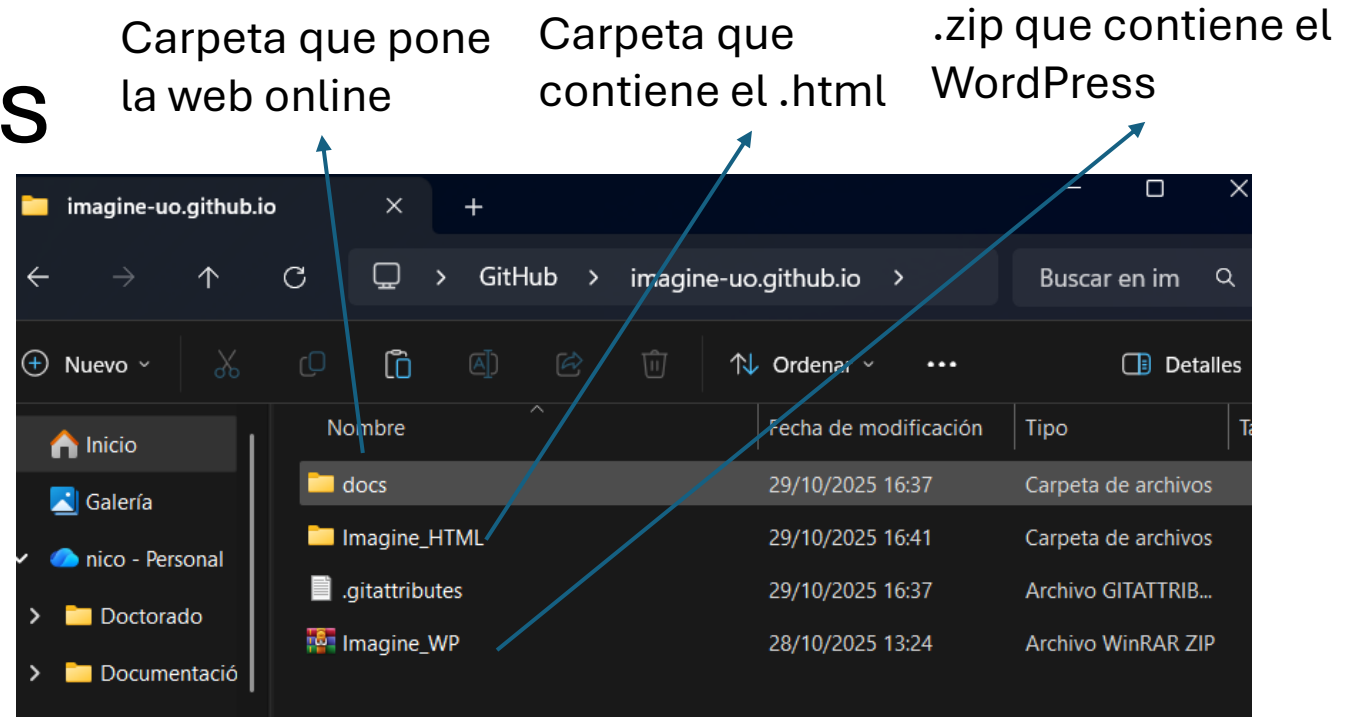 Carpeta que pone
la web online
Carpeta que
contiene el .html
.zip que contiene el
WordPress
s
imagine-uo.github.io
GitHub > imagine-uo.github.io >
Buscar en im
Nuevo
Ordenar
Detalles
Inicio
Galería
nico - Personal
Doctorado
Documentació
Nombre Fecha de modificación Tipo Ta
docs 29/10/2025 16:37 Carpeta de archivos
Imagine_HTML 29/10/2025 16:41 Carpeta de archivos
.gitattributes 29/10/2025 16:37 Archivo GITATTRIB...
Imagine_WP 28/10/2025 13:24 Archivo WinRAR ZIP